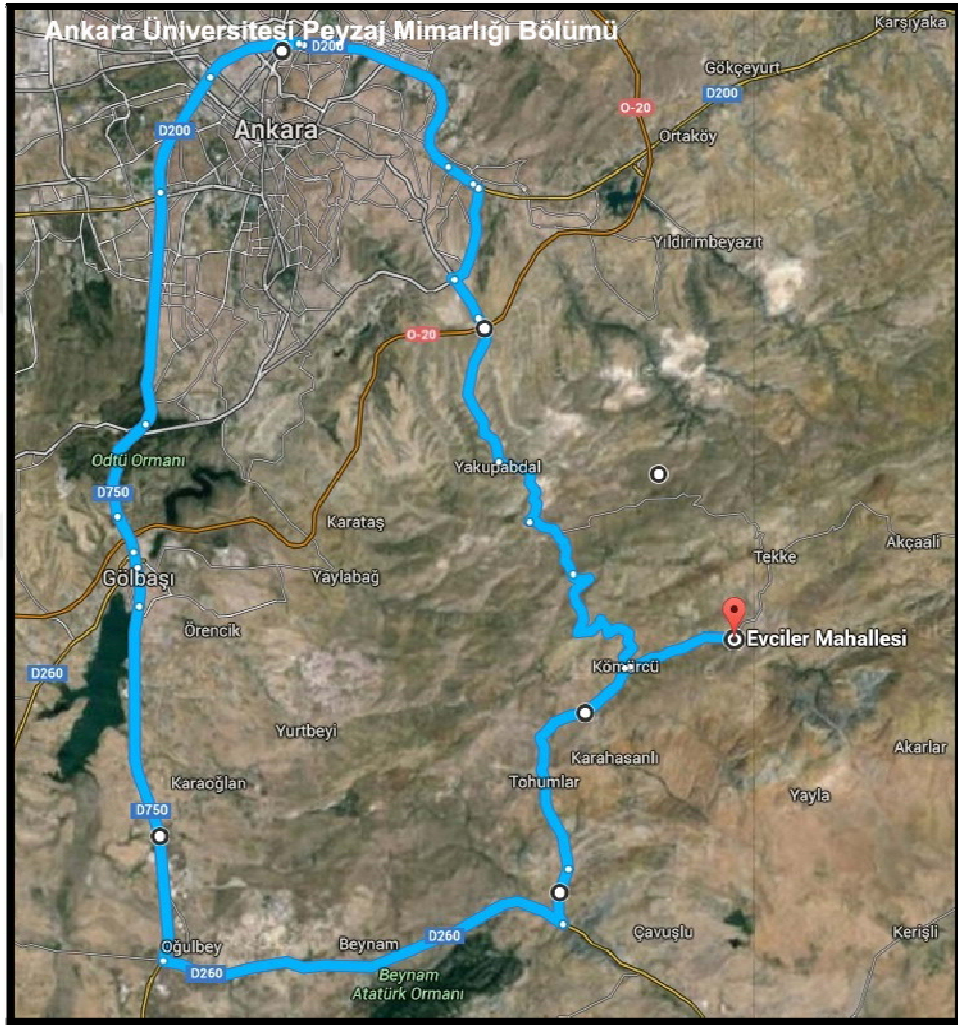 Ankara Üniversitesi Peyzaj Mimarlığı Bölümü
Karşıyaka
D200
Gökçeyurt
D200
O-20
D200
Ankara
Ortaköy
Yıldırımbeyazıt
O-20
Odtü Ormanı
Yakupabdal
D750
Karataş
Akçaali
Tekke
Gölbaşı
Yaylabağ
Örencik
Evciler Mahallesi
D260
Kömürcü
Yurtbeyi
Akarlar
Karahasanlı
Karaoğlan
Tohumlar
Yayla
D750
Çavuşlu
Kerişli
Oğulbey
Beynam
D260
D260
Beynam
Atatürk Ormanı